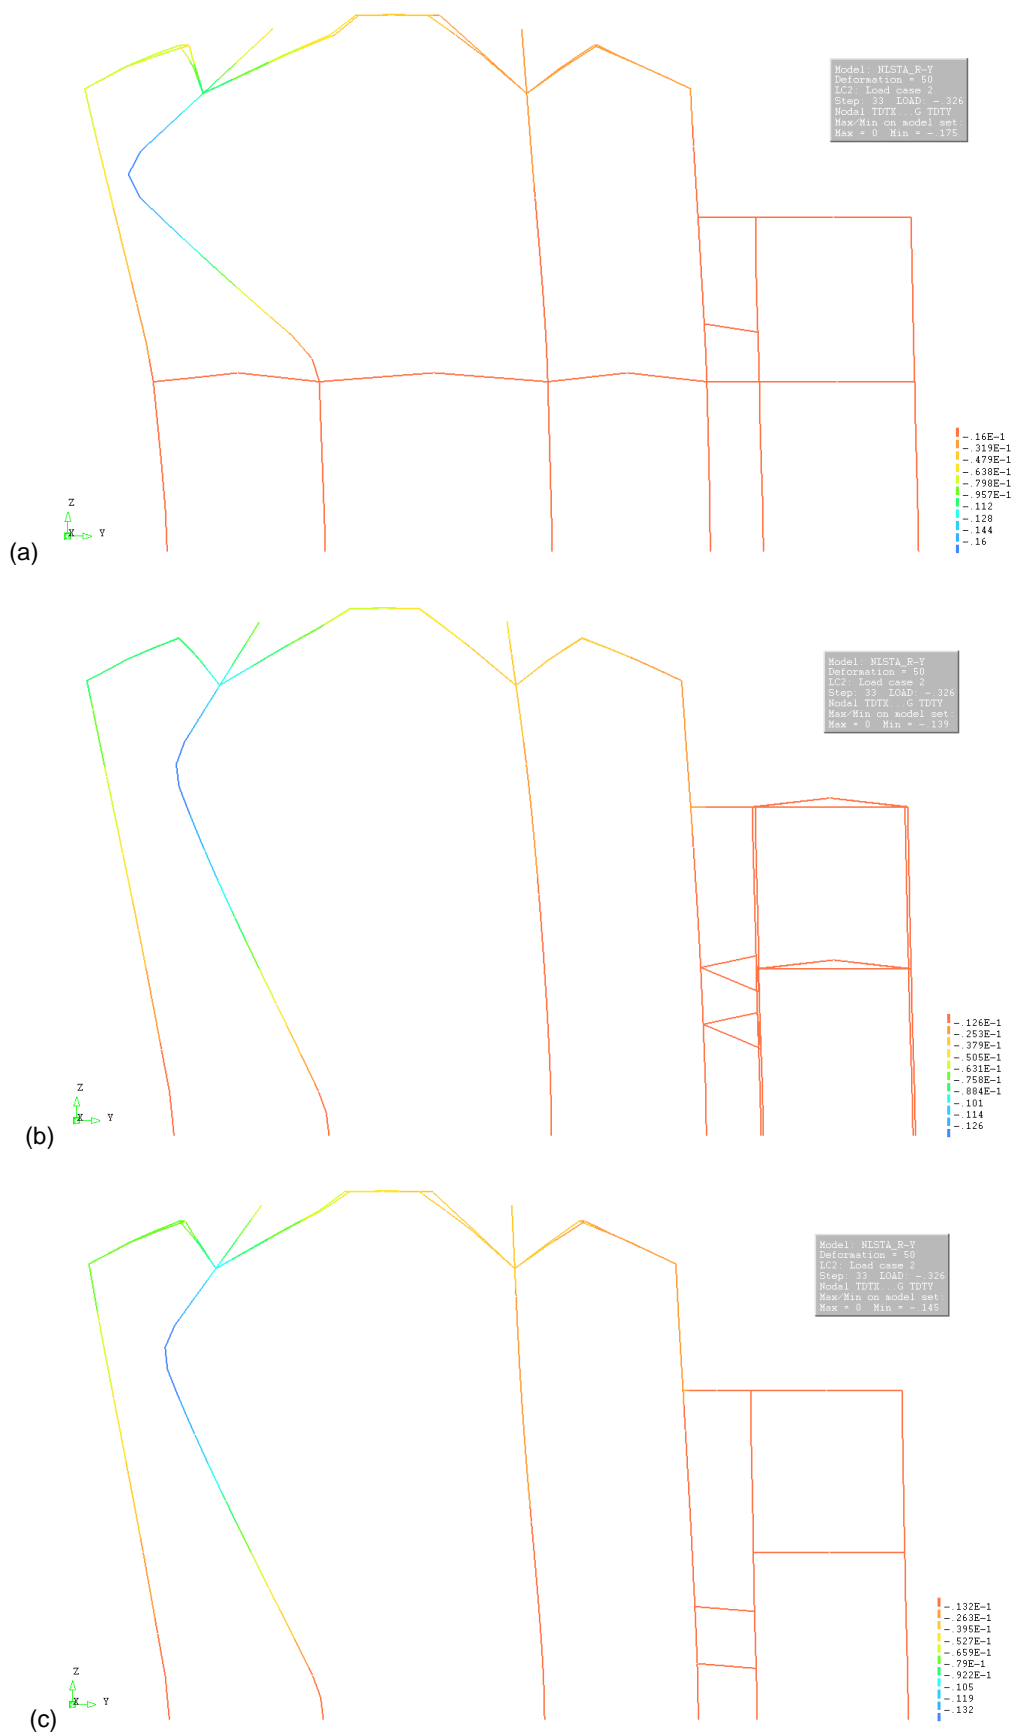 Model: NLSTA_R-Y
Deformation = 50
LC2: Load case 2
Step: 33 LOAD: -.326
Nodal TDTX...G TDTY
Max/Min on model set:
Max = 0 Min = -.175
-.16E-1
-.319E-1
-.479E-1
-.638E-1
-.798E-1
-.957E-1
-.112
-.128
-.144
-.16
Z
X Y
(a)
Model: NLSTA_R-Y
Deformation = 50
LC2: Load case 2
Step: 33 LOAD: -.326
Nodal TDTX...G TDTY
Max/Min on model set:
Max = 0 Min = -.139
-.126E-1
-.253E-1
-.379E-1
-.505E-1
-.631E-1
-.758E-1
-.884E-1
-.101
-.114
-.126
Z
X Y
(b)
Model: NLSTA_R-Y
Deformation = 50
LC2: Load case 2
Step: 33 LOAD: -.326
Nodal TDTX...G TDTY
Max/Min on model set:
Max = 0 Min = -.145
-.132E-1
-.263E-1
-.395E-1
-.527E-1
-.659E-1
-.79E-1
-.922E-1
-.105
-.119
-.132
Z
X Y
(c)